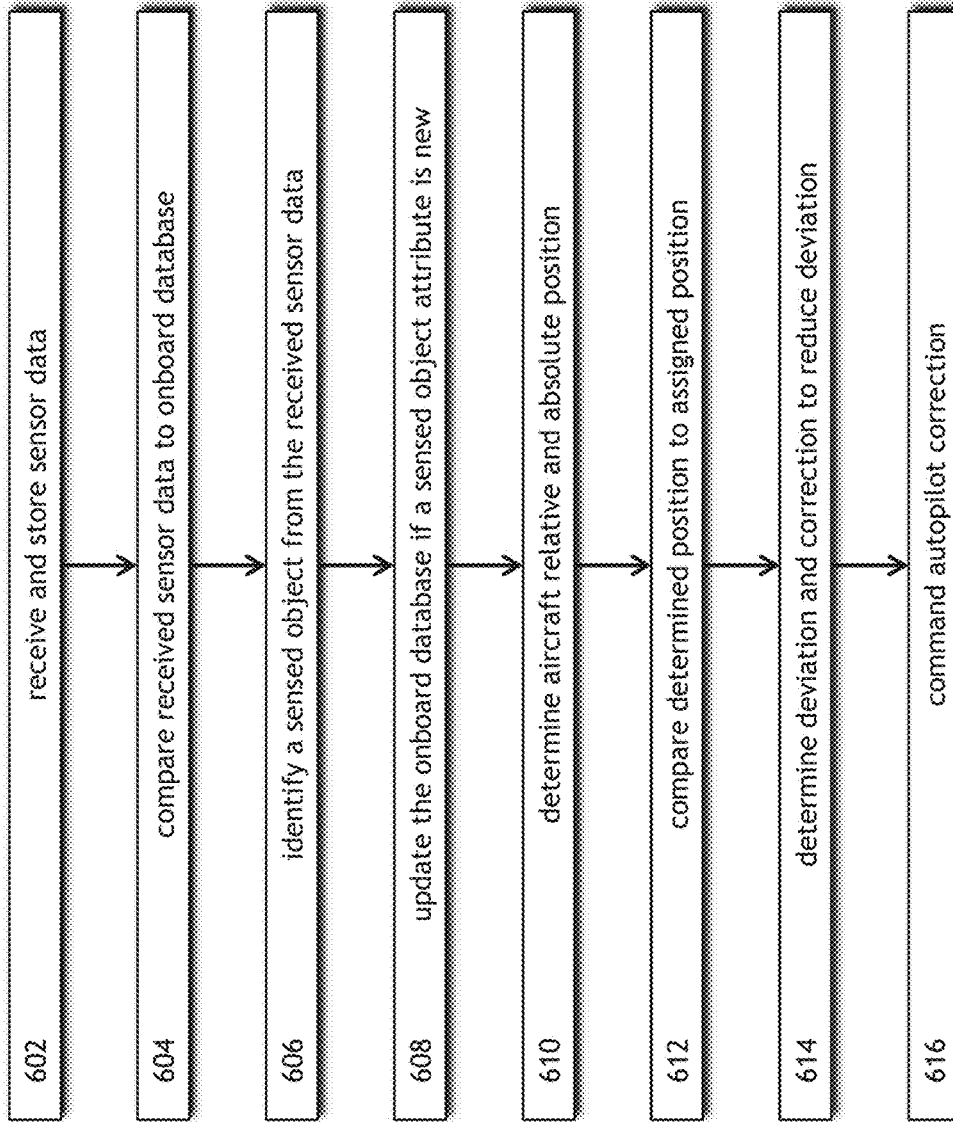 602 receive and store sensor data
604 compare received sensor data to onboard database
606 identify a sensed object from the received sensor data
608 update the onboard database if a sensed object attribute is new
610 determine aircraft relative and absolute position
612 compare determined position to assigned position
614 determine deviation and correction to reduce deviation
616 command autopilot correction